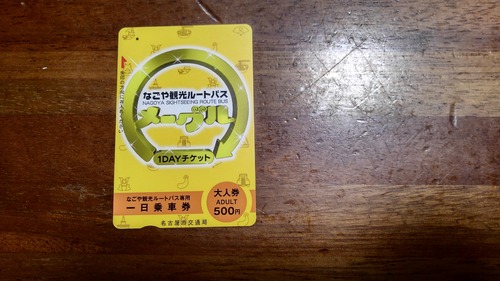 なごや観光ルートバス
NAGOYA SIGHTSEEING ROUTE BUS
メーグル
1DAYチケット
なごや観光ルートバス専用
一日乗車券
大人券
ADULT
500円
名古屋市交通局